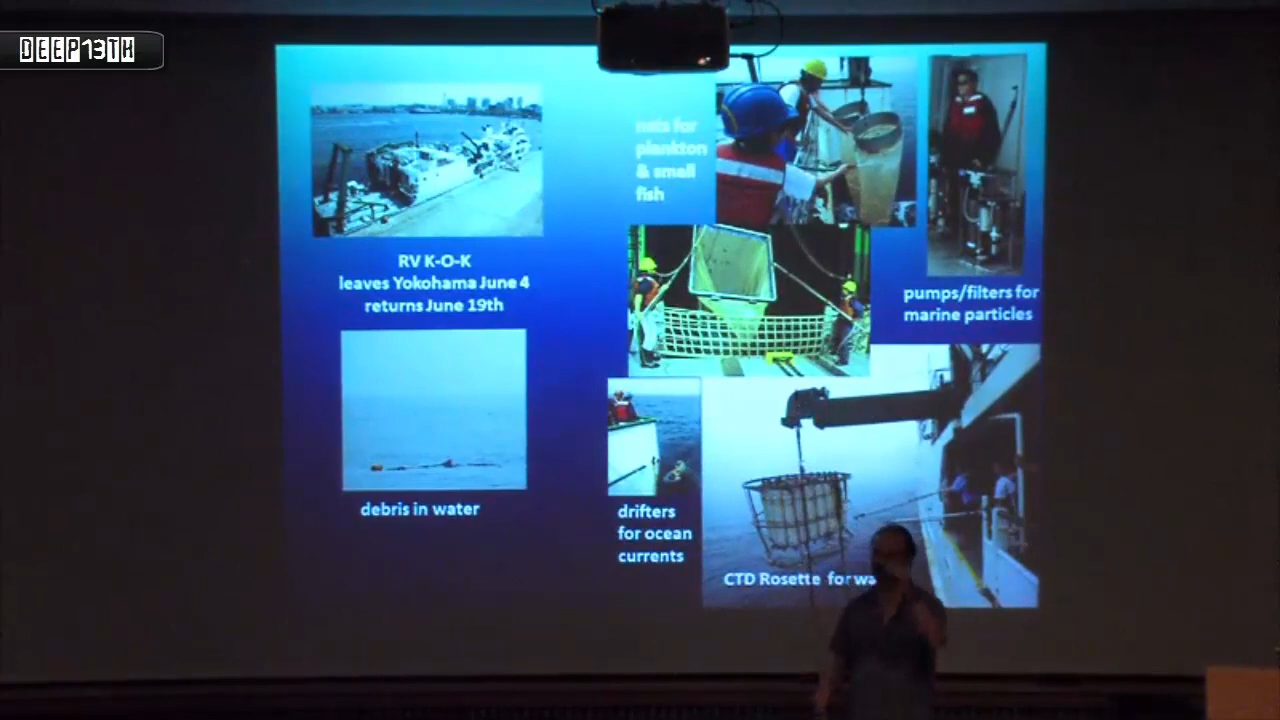 DEEP13TH
nets for
plankton
& small
fish
RV K-O-K
leaves Yokohama June 4
returns June 19th
pumps/filters for
marine particles
debris in water
drifters
for ocean
currents
CTD Rosette for